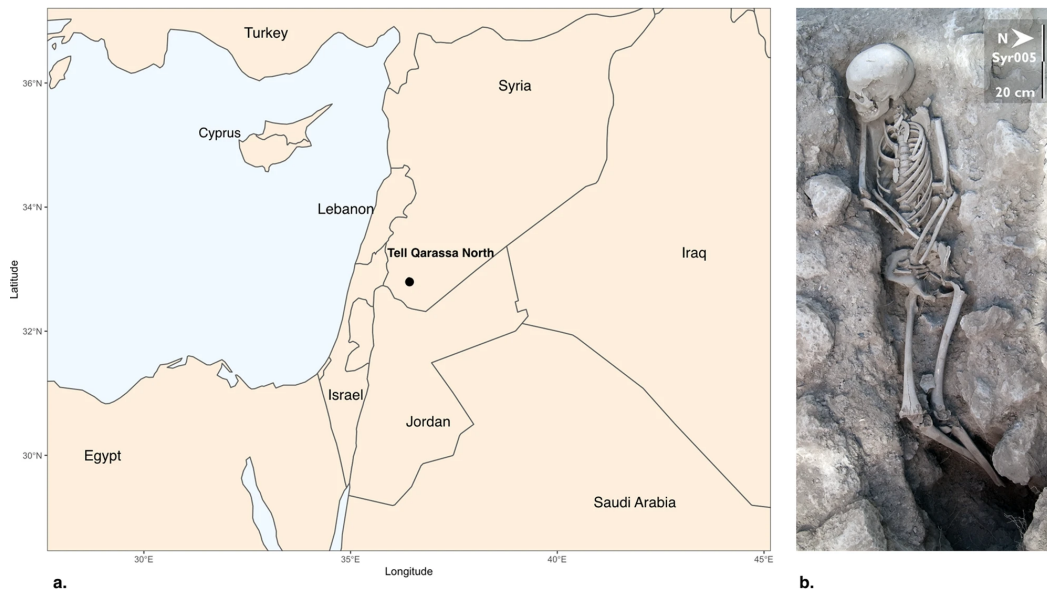 Turkey
36°N
Syria
Cyprus
34°N
Lebanon
Tell Qarassa North
Iraq
Latitude
32°N
Israel
Jordan
30°N
Egypt
Saudi Arabia
30°E
35°E
40°E
45°E
Longitude
a.
N
Syr005
20 cm
b.